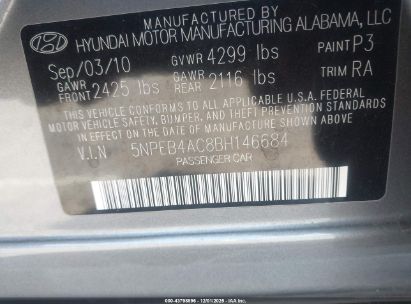 HYUNDAI MOTOR MANUFACTURING ALABAMA, LLC
Sep/03/10 GVWR 4299 lbs PAINT P3
GAWR FRONT 2425 lbs GAWR REAR 2116 lbs TRIM RA
THIS VEHICLE CONFORMS TO ALL APPLICABLE U.S.A. FEDERAL
MOTOR VEHICLE SAFETY, BUMPER, AND THEFT PREVENTION STANDARDS
IN EFFECT ON THE DATE OF MANUFACTURE SHOWN ABOVE.
V.I.N 5NPEB4AC8BH146684
PASSENGER CAR